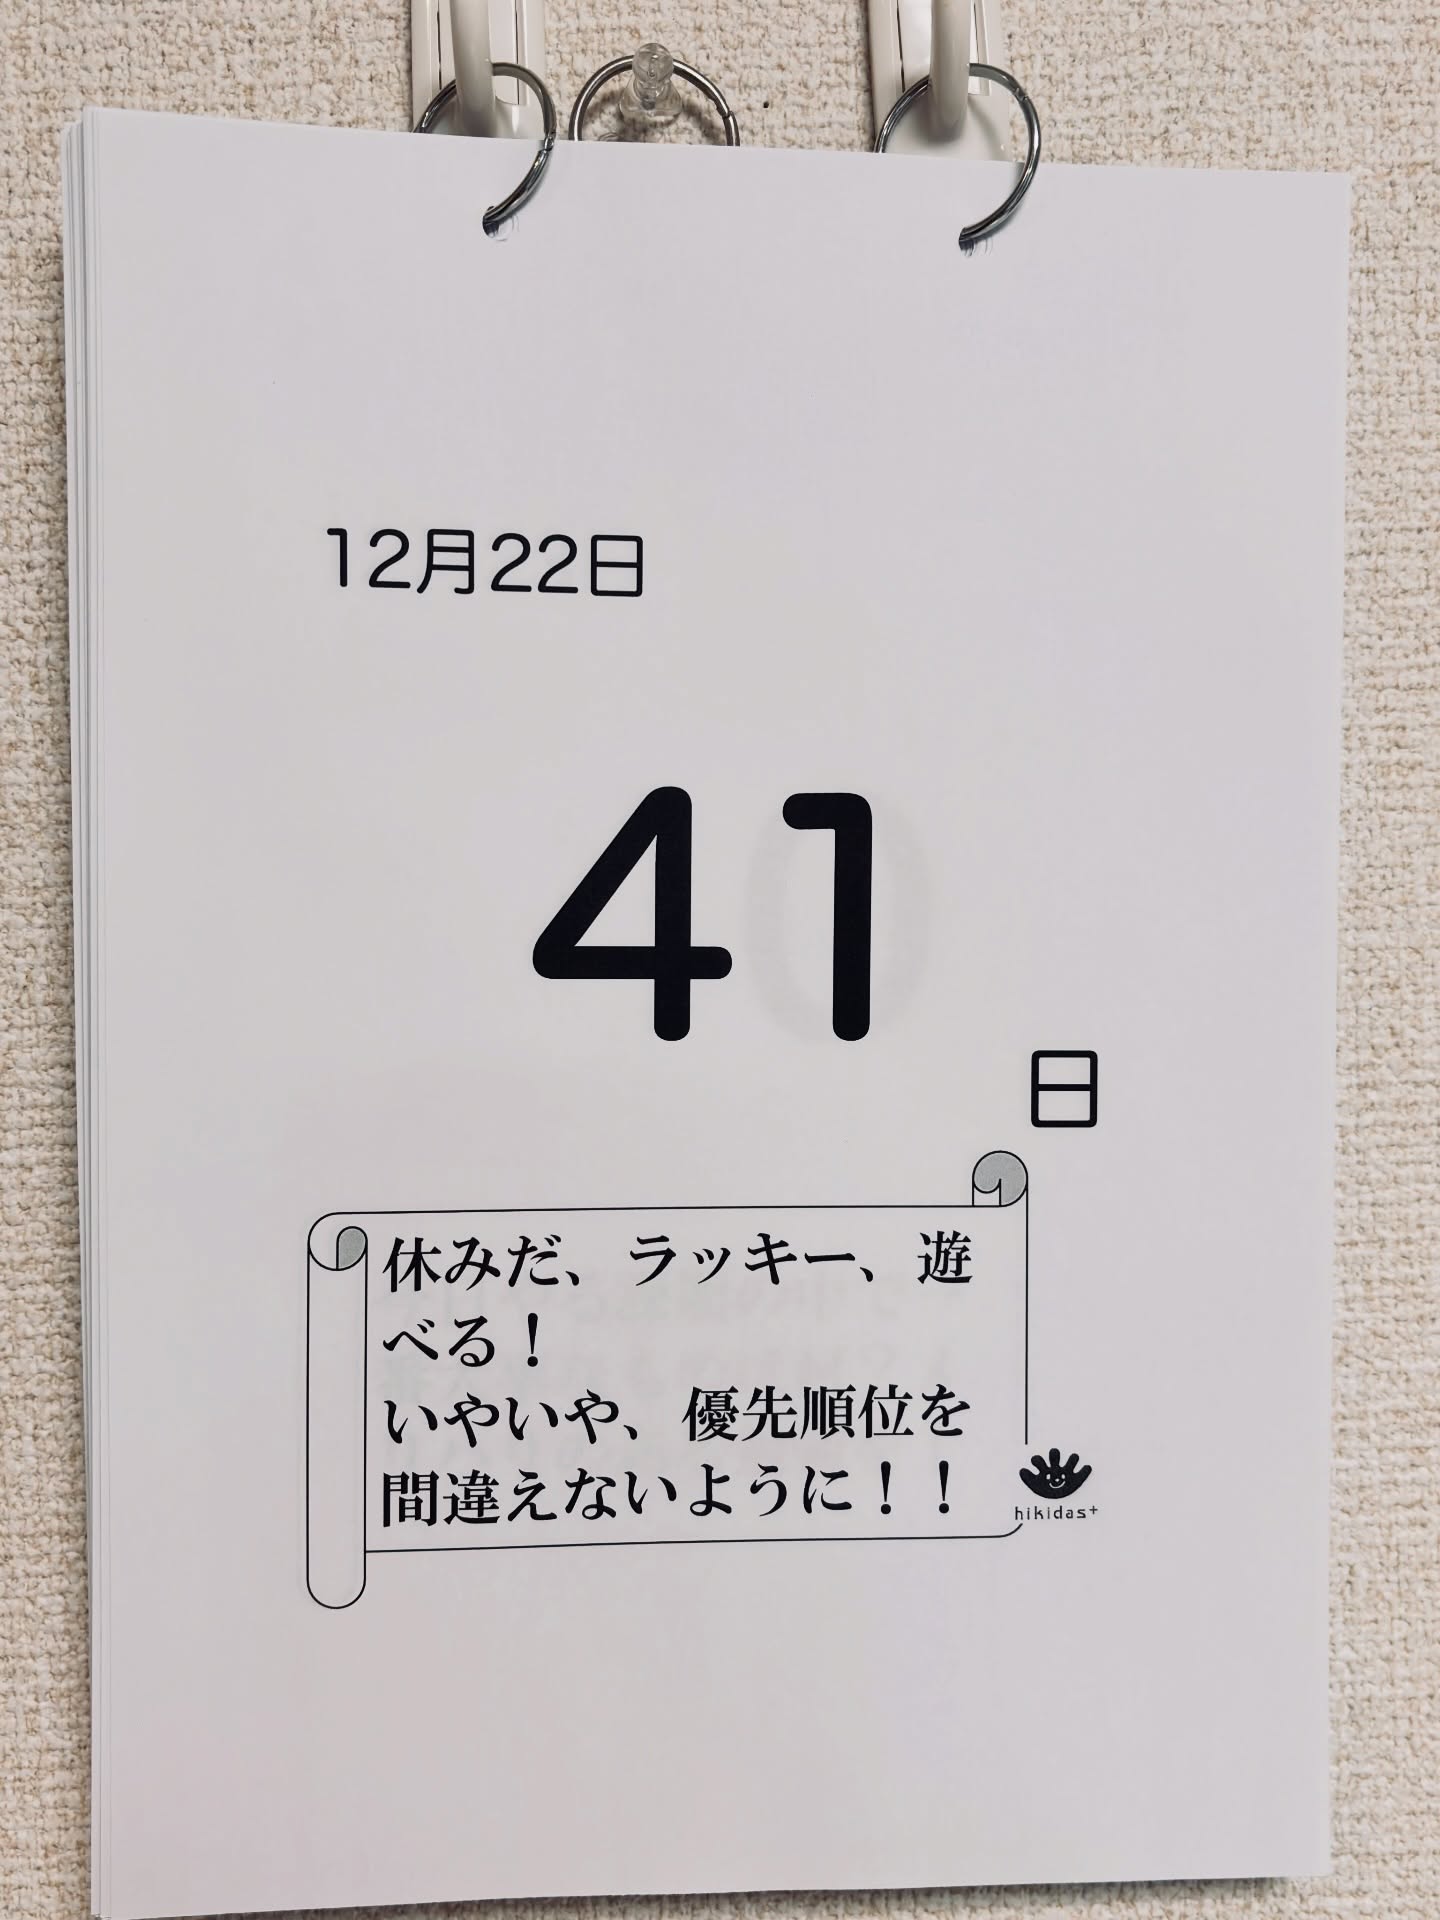 12月22日
41
日
休みだ、ラッキー、遊
べる！
いやいや、優先順位を
間違えないように！！
hikidas+